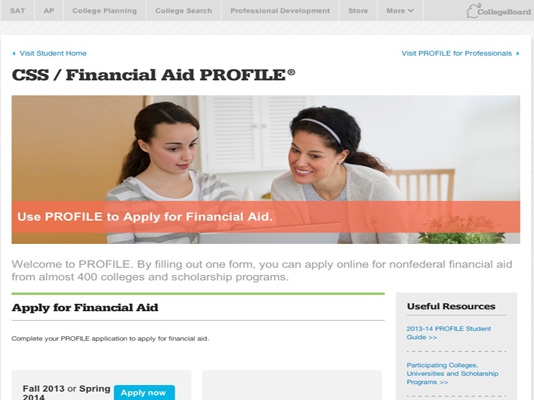 SAT AP College Planning College Search Professional Development Store More CollegeBoard
Visit Student Home Visit PROFILE for Professionals
CSS / Financial Aid PROFILE®
Use PROFILE to Apply for Financial Aid.
Welcome to PROFILE. By filling out one form, you can apply online for nonfederal financial aid
from almost 400 colleges and scholarship programs.
Apply for Financial Aid
Complete your PROFILE application to apply for financial aid.
Fall 2013 or Spring
2014
Apply now
Useful Resources
2013-14 PROFILE Student
Guide >>
Participating Colleges,
Universities and Scholarship
Programs >>